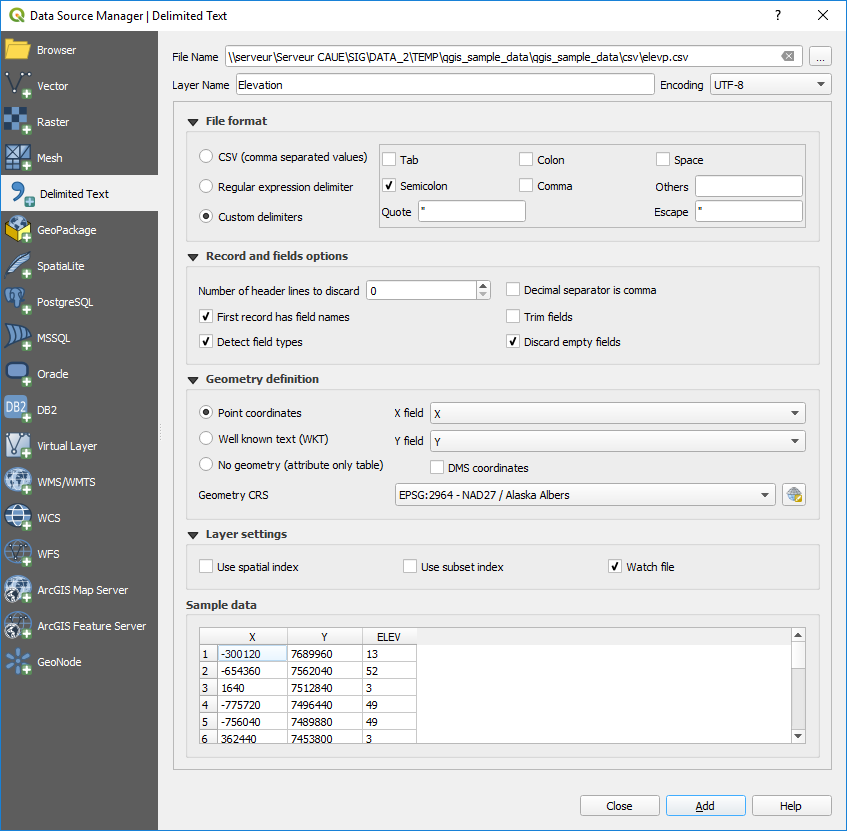 Data Source Manager | Delimited Text
?
Browser
Vector
Raster
Mesh
Delimited Text
GeoPackage
SpatiaLite
PostgreSQL
MSSQL
Oracle
DB2
DB2
Virtual Layer
WMS/WMTS
WCS
WFS
ArcGIS Map Server
ArcGIS Feature Server
GeoNode
File Name \\serveur\Serveur CAUE\SIG\DATA_2\TEMP\qgis_sample_data\qgis_sample_data\csv\elevp.csv ...
Layer Name Elevation Encoding UTF-8
File format
CSV (comma separated values) Tab Colon Space
Regular expression delimiter Semicolon Comma Others
Custom delimiters Quote " Escape "
Record and fields options
Number of header lines to discard 0 Decimal separator is comma
First record has field names Trim fields
Detect field types Discard empty fields
Geometry definition
Point coordinates X field X
Well known text (WKT) Y field Y
No geometry (attribute only table) DMS coordinates
Geometry CRS EPSG:2964 - NAD27 / Alaska Albers
Layer settings
Use spatial index Use subset index Watch file
Sample data
X Y ELEV
1 -300120 7689960 13
2 -654360 7562040 52
3 1640 7512840 3
4 -775720 7496440 49
5 -756040 7489880 49
6 362440 7453800 3
Close Add Help